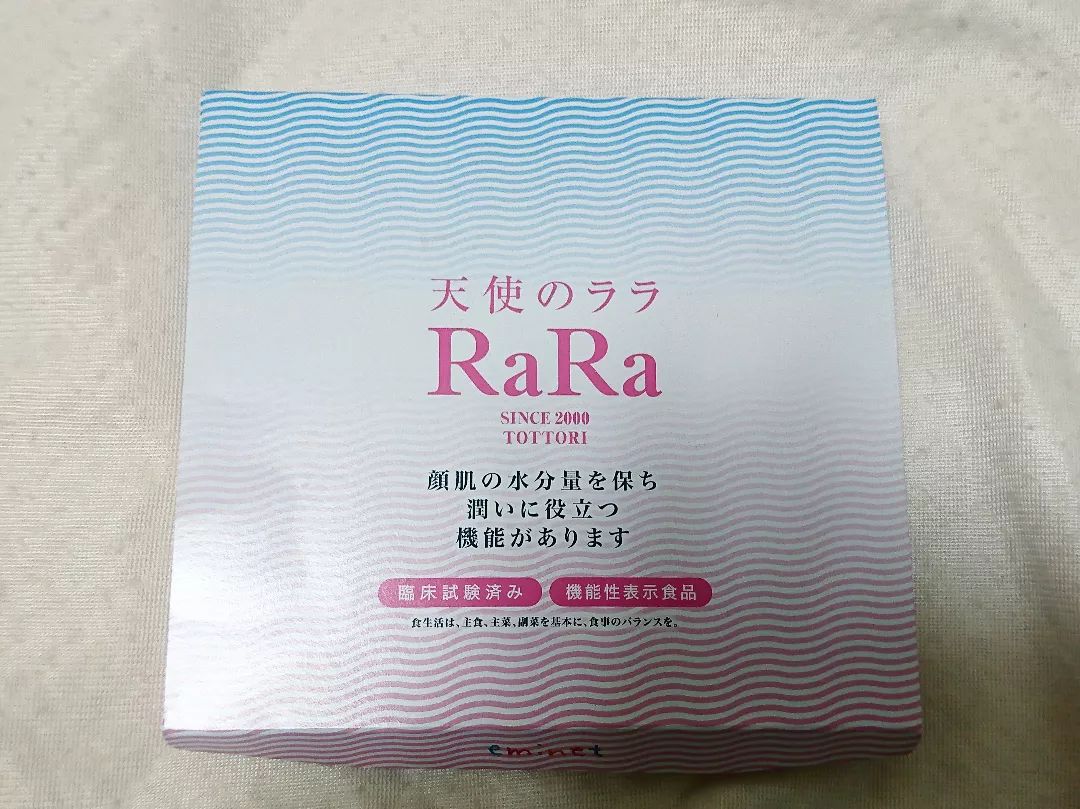 天使のララ
RaRa
SINCE 2000
TOTTORI
顔肌の水分量を保ち
潤いに役立つ
機能があります
臨床試験済み 機能性表示食品
食生活は、主食、主菜、副菜を基本に、食事のバランスを。
eminet